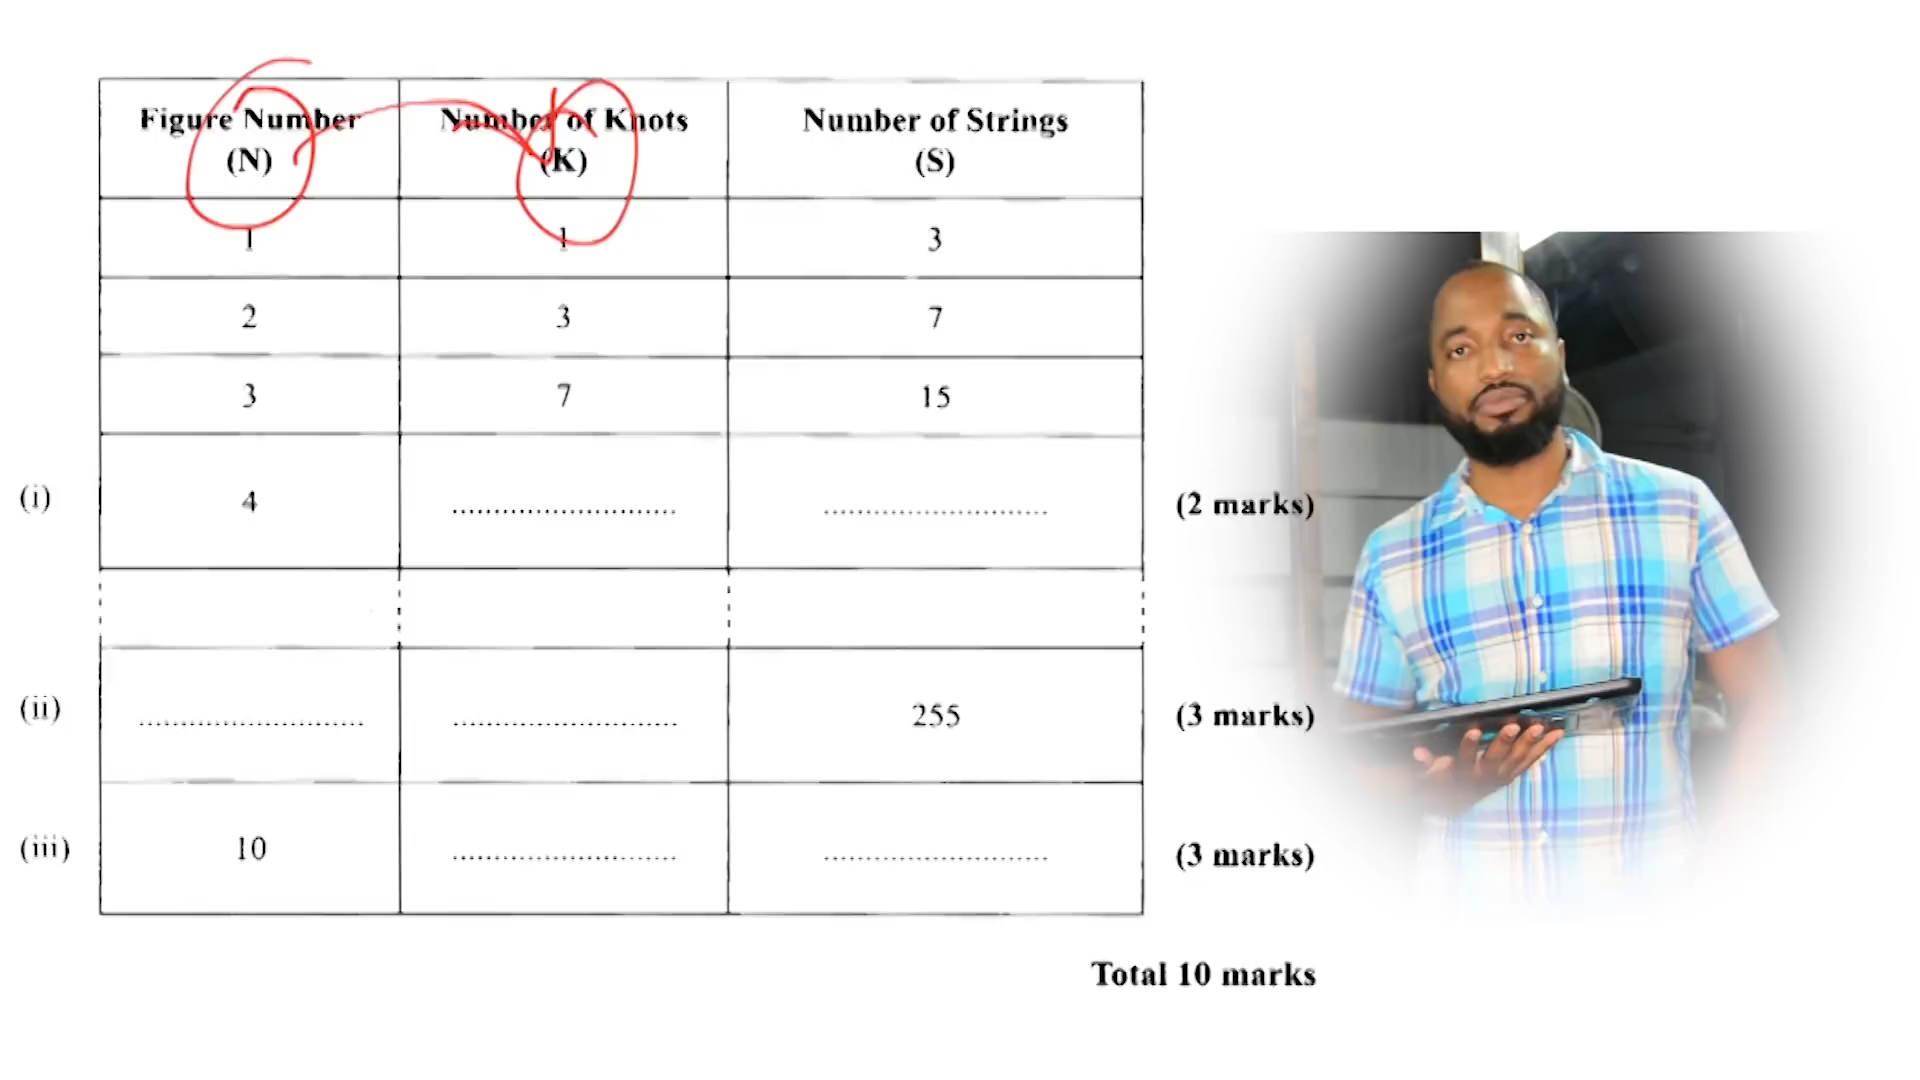 Figure Number Number of Knots Number of Strings
(N) (K) (S)
1 1 3
2 3 7
3 7 15
(i) 4 ........................... ........................... (2 marks)
(ii) ........................... ........................... 255 (3 marks)
(iii) 10 ........................... ........................... (3 marks)
Total 10 marks